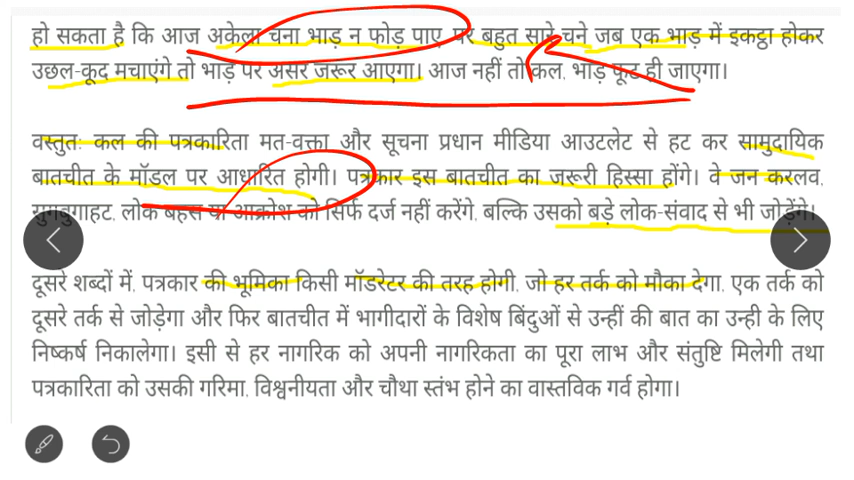 हो सकता है कि आज अकेला चना भाड़ न फोड़ पाए, पर बहुत सारे चने जब एक भाड़ में इकट्ठा होकर
उछल-कूद मचाएंगे तो भाड़ पर असर जरूर आएगा। आज नहीं तो कल, भाड़ फूट ही जाएगा।
वस्तुतः कल की पत्रकारिता मत-वक्ता और सूचना प्रधान मीडिया आउटलेट से हट कर सामुदायिक
बातचीत के मॉडल पर आधारित होगी। पत्रकार इस बातचीत का जरूरी हिस्सा होंगे। वे जन करलव,
गुगबुगाहट, लोक बहस या आक्रोश को सिर्फ दर्ज नहीं करेंगे, बल्कि उसको बड़े लोक-संवाद से भी जोड़ेंगे।
दूसरे शब्दों में, पत्रकार की भूमिका किसी मॉडरेटर की तरह होगी, जो हर तर्क को मौका देगा, एक तर्क को
दूसरे तर्क से जोड़ेगा और फिर बातचीत में भागीदारों के विशेष बिंदुओं से उन्हीं की बात का उन्ही के लिए
निष्कर्ष निकालेगा। इसी से हर नागरिक को अपनी नागरिकता का पूरा लाभ और संतुष्टि मिलेगी तथा
पत्रकारिता को उसकी गरिमा, विश्वनीयता और चौथा स्तंभ होने का वास्तविक गर्व होगा।